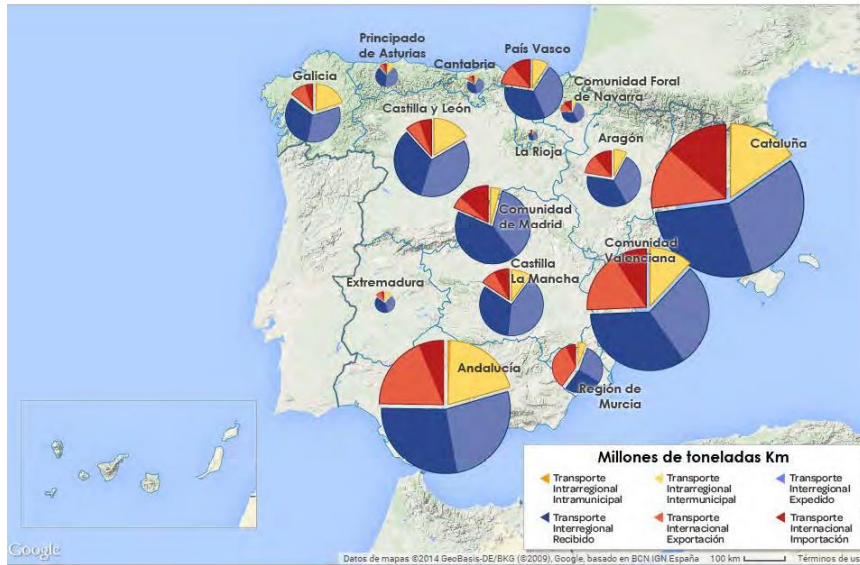 Principado
de Asturias
Cantabria
País Vasco
Galicia
Comunidad Foral
de Navarra
Castilla y León
La Rioja
Aragón
Cataluña
Comunidad
de Madrid
Comunidad
Valenciana
Castilla
La Mancha
Extremadura
Andalucía
Región de
Murcia
Millones de toneladas Km
Transporte
Intrarregional
Intramunicipal
Transporte
Intrarregional
Intermunicipal
Transporte
Interregional
Expedido
Transporte
Interregional
Recibido
Transporte
Internacional
Exportación
Transporte
Internacional
Importación
Google
Datos de mapas ©2014 GeoBasis-DE/BKG (©2009), Google, basado en BCN IGN España 100 km Términos de us